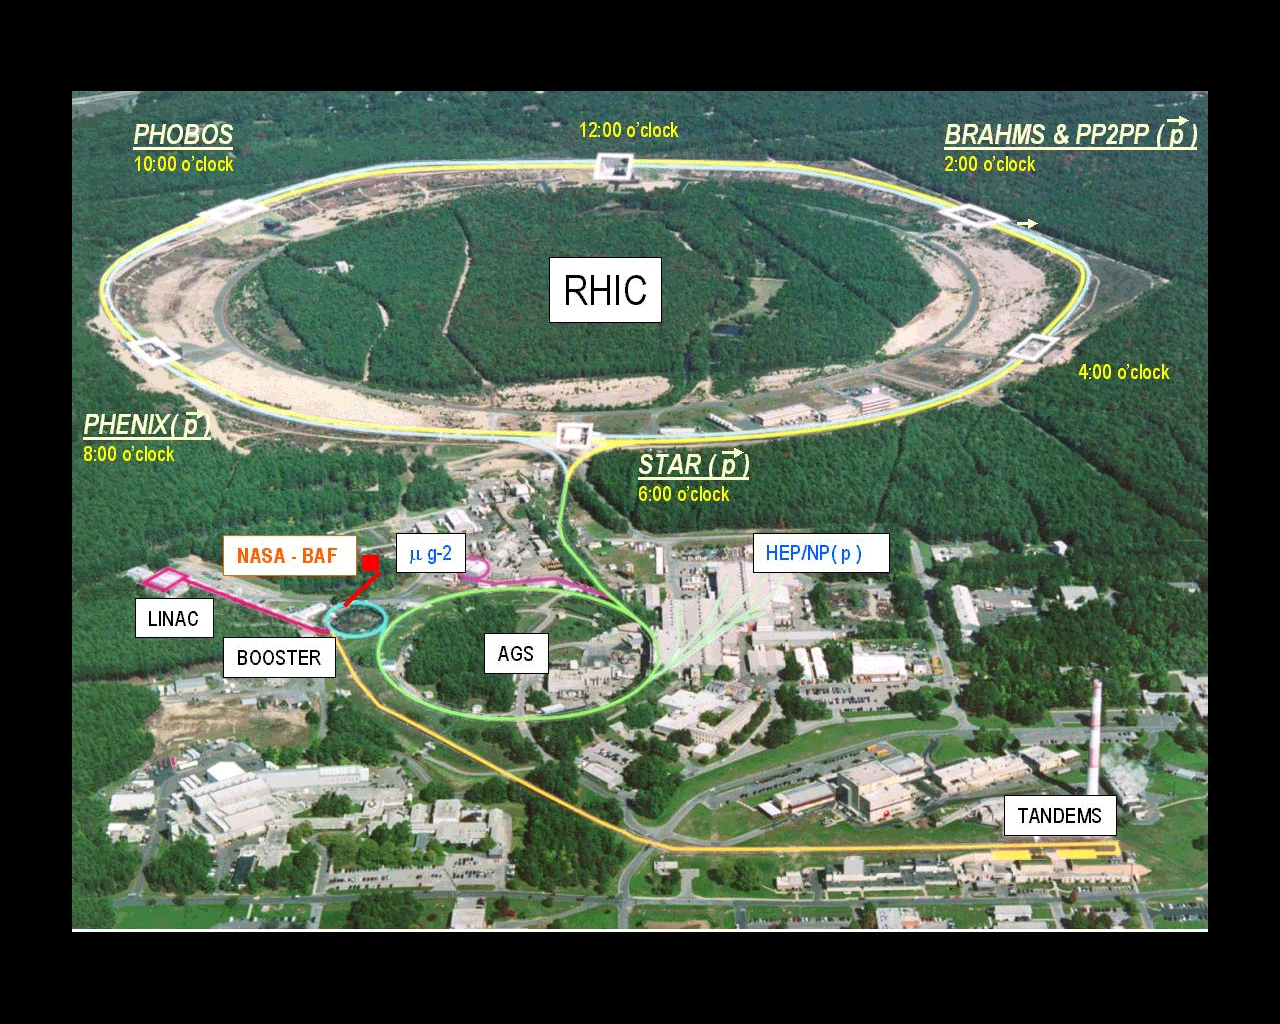 PHOBOS
10:00 o'clock
12:00 o'clock
BRAHMS & PP2PP ( p )
2:00 o'clock
RHIC
4:00 o'clock
PHENIX( p )
8:00 o'clock
STAR ( p )
6:00 o'clock
NASA - BAF
μ g-2
HEP/NP( p )
LINAC
BOOSTER
AGS
TANDEMS